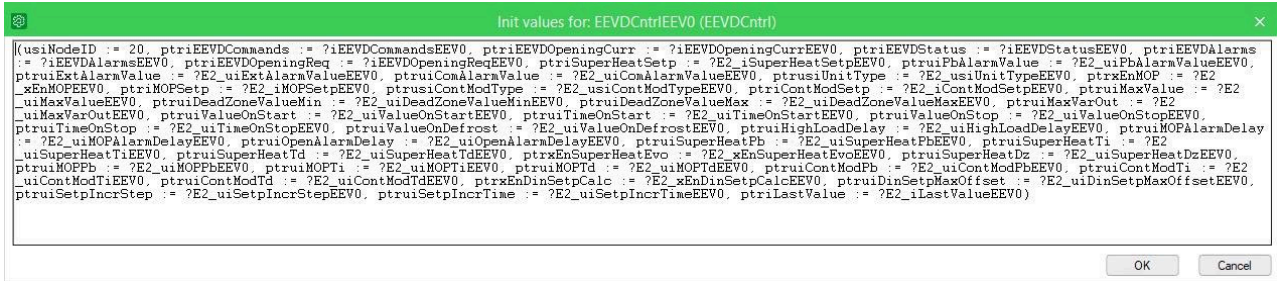 Init values for: EEVDCntrlEEV0 (EEVDCntrl)
(usiNodeID := 20, ptriEEVDCommands := ?iEEVDCommandsEEV0, ptriEEVDOpeningCurr := ?iEEVDOpeningCurrEEV0, ptriEEVDStatus := ?iEEVDStatusEEV0, ptriEEVDAlarms
:= ?iEEVDAlarmsEEV0, ptriEEVDOpeningReq := ?iEEVDOpeningReqEEV0, ptriSuperHeatSetp := ?E2_iSuperHeatSetpEEV0, ptruiPbAlarmValue := ?E2_uiPbAlarmValueEEV0,
ptruiExtAlarmValue := ?E2_uiExtAlarmValueEEV0, ptruiComAlarmValue := ?E2_uiComAlarmValueEEV0, ptrusiUnitType := ?E2_usiUnitTypeEEV0, ptrxEnMOP := ?E2
_xEnMOPEEV0, ptriMOPSetp := ?E2_iMOPSetpEEV0, ptrusiContModType := ?E2_usiContModTypeEEV0, ptriContModSetp := ?E2_iContModSetpEEV0, ptruiMaxValue := ?E2
_uiMaxValueEEV0, ptruiDeadZoneValueMin := ?E2_uiDeadZoneValueMinEEV0, ptruiDeadZoneValueMax := ?E2_uiDeadZoneValueMaxEEV0, ptruiMaxVarOut := ?E2
_uiMaxVarOutEEV0, ptruiValueOnStart := ?E2_uiValueOnStartEEV0, ptruiTimeOnStart := ?E2_uiTimeOnStartEEV0, ptruiValueOnStop := ?E2_uiValueOnStopEEV0,
ptruiTimeOnStop := ?E2_uiTimeOnStopEEV0, ptruiValueOnDefrost := ?E2_uiValueOnDefrostEEV0, ptruiHighLoadDelay := ?E2_uiHighLoadDelayEEV0, ptruiMOPAlarmDelay
:= ?E2_uiMOPAlarmDelayEEV0, ptruiOpenAlarmDelay := ?E2_uiOpenAlarmDelayEEV0, ptruiSuperHeatPb := ?E2_uiSuperHeatPbEEV0, ptruiSuperHeatTi := ?E2
_uiSuperHeatTiEEV0, ptruiSuperHeatTd := ?E2_uiSuperHeatTdEEV0, ptrxEnSuperHeatEvo := ?E2_xEnSuperHeatEvoEEV0, ptruiSuperHeatDz := ?E2_uiSuperHeatDzEEV0,
ptruiMOPPb := ?E2_uiMOPPbEEV0, ptruiMOPTi := ?E2_uiMOPTiEEV0, ptruiMOPTd := ?E2_uiMOPTdEEV0, ptruiContModPb := ?E2_uiContModPbEEV0, ptruiContModTi := ?E2
_uiContModTiEEV0, ptruiContModTd := ?E2_uiContModTdEEV0, ptrxEnDinSetpCalc := ?E2_xEnDinSetpCalcEEV0, ptruiDinSetpMaxOffset := ?E2_uiDinSetpMaxOffsetEEV0,
ptruiSetpIncrStep := ?E2_uiSetpIncrStepEEV0, ptruiSetpIncrTime := ?E2_uiSetpIncrTimeEEV0, ptriLastValue := ?E2_iLastValueEEV0)
OK Cancel